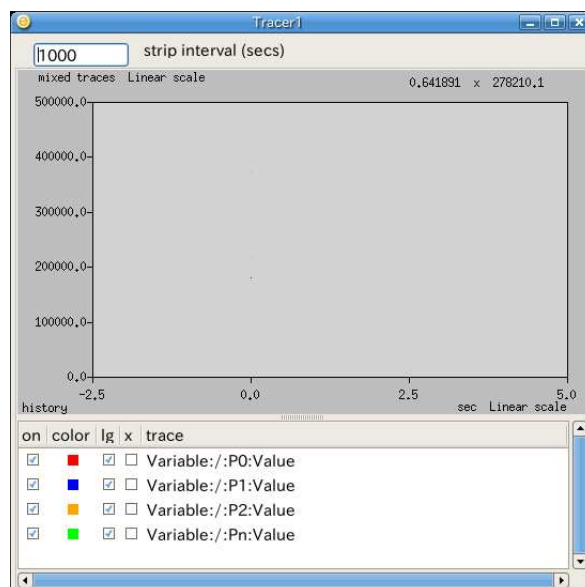 Tracer1
1000 strip interval (secs)
mixed traces Linear scale 0.641891 x 278210.1
500000.0
400000.0
300000.0
200000.0
100000.0
0.0
-2.5 0.0 2.5 5.0
history sec Linear scale
on color lg x trace
Variable:/:P0:Value
Variable:/:P1:Value
Variable:/:P2:Value
Variable:/:Pn:Value